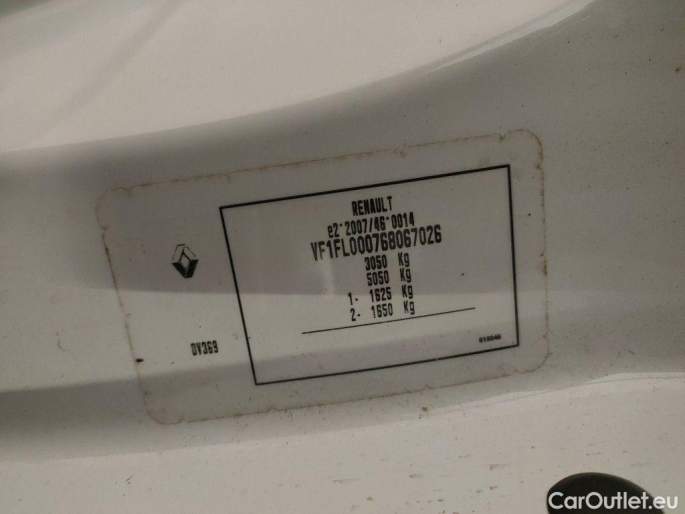 RENAULT
e2*2007/46*0014
VF1FL000768067026
3050 Kg
5050 Kg
1- 1625 Kg
2- 1650 Kg
DV369
CarOutlet.eu